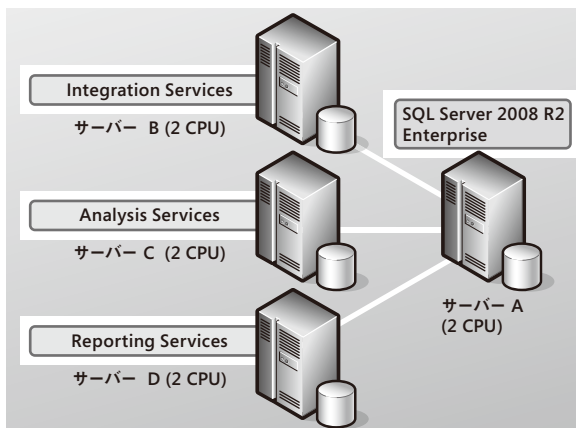 Integration Services
サーバー B (2 CPU)
SQL Server 2008 R2
Enterprise
Analysis Services
サーバー C (2 CPU)
サーバー A
(2 CPU)
Reporting Services
サーバー D (2 CPU)